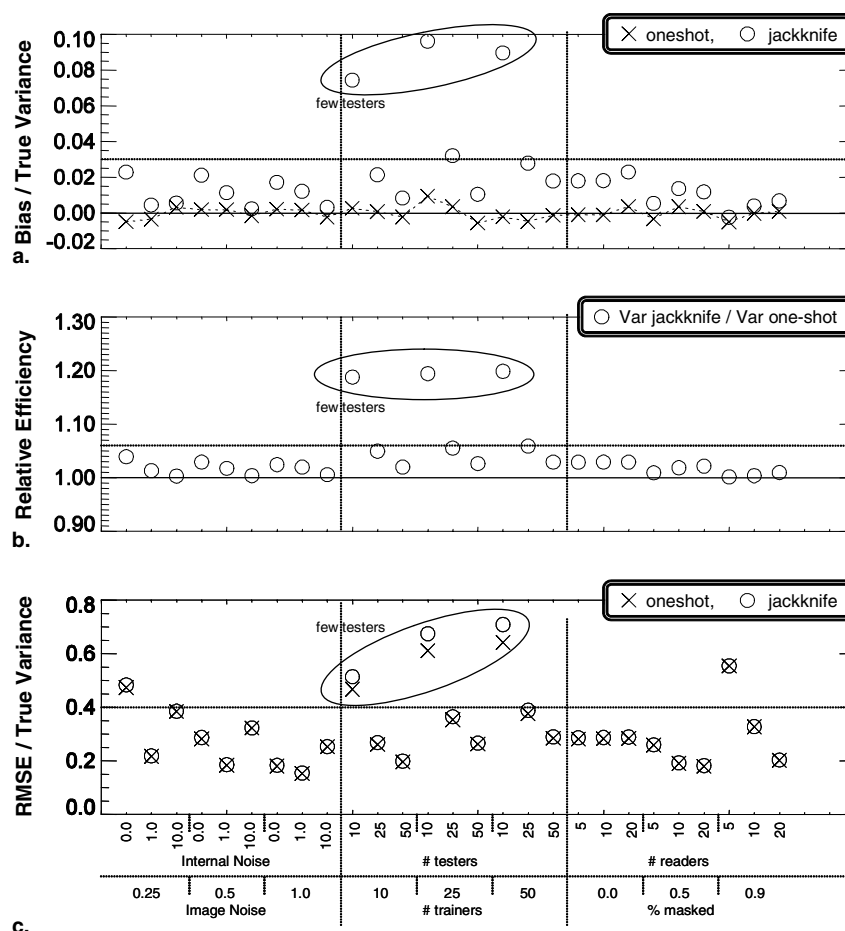 × oneshot, ○ jackknife
0.10
0.08
0.06
0.04
0.02
0.00
-0.02
Bias / True Variance
few testers
a.
○ Var jackknife / Var one-shot
1.30
1.20
1.10
1.00
0.90
Relative Efficiency
few testers
b.
× oneshot, ○ jackknife
0.8
0.6
0.4
0.2
0.0
RMSE / True Variance
few testers
0.0 1.0 10.0 0.0 1.0 10.0 0.0 1.0 10.0 10 25 50 10 25 50 10 25 50 5 10 20 5 10 20 5 10 20
Internal Noise # testers # readers
0.25 0.5 1.0 10 25 50 0.0 0.5 0.9
Image Noise # trainers % masked
c.